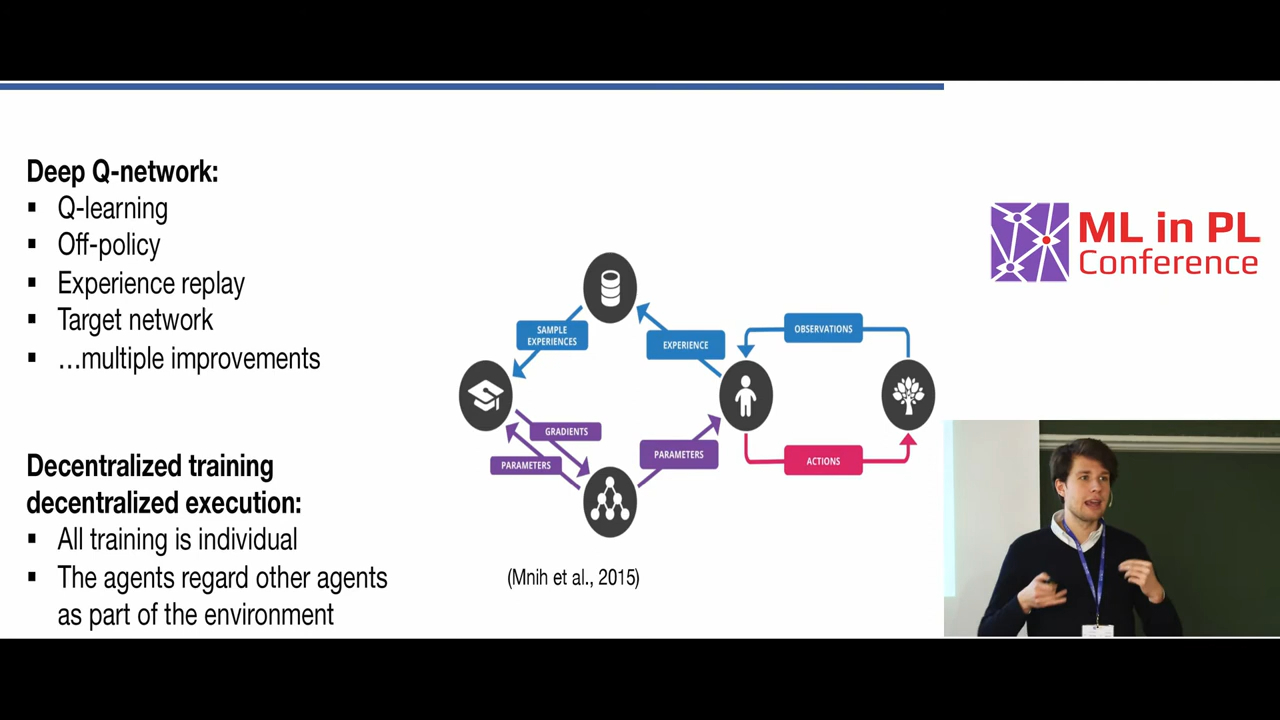 Deep Q-network:
▪ Q-learning
▪ Off-policy
▪ Experience replay
▪ Target network
▪ …multiple improvements
Decentralized training
decentralized execution:
▪ All training is individual
▪ The agents regard other agents
as part of the environment
SAMPLE
EXPERIENCES
EXPERIENCE
OBSERVATIONS
GRADIENTS
PARAMETERS
PARAMETERS
ACTIONS
(Mnih et al., 2015)
ML in PL
Conference